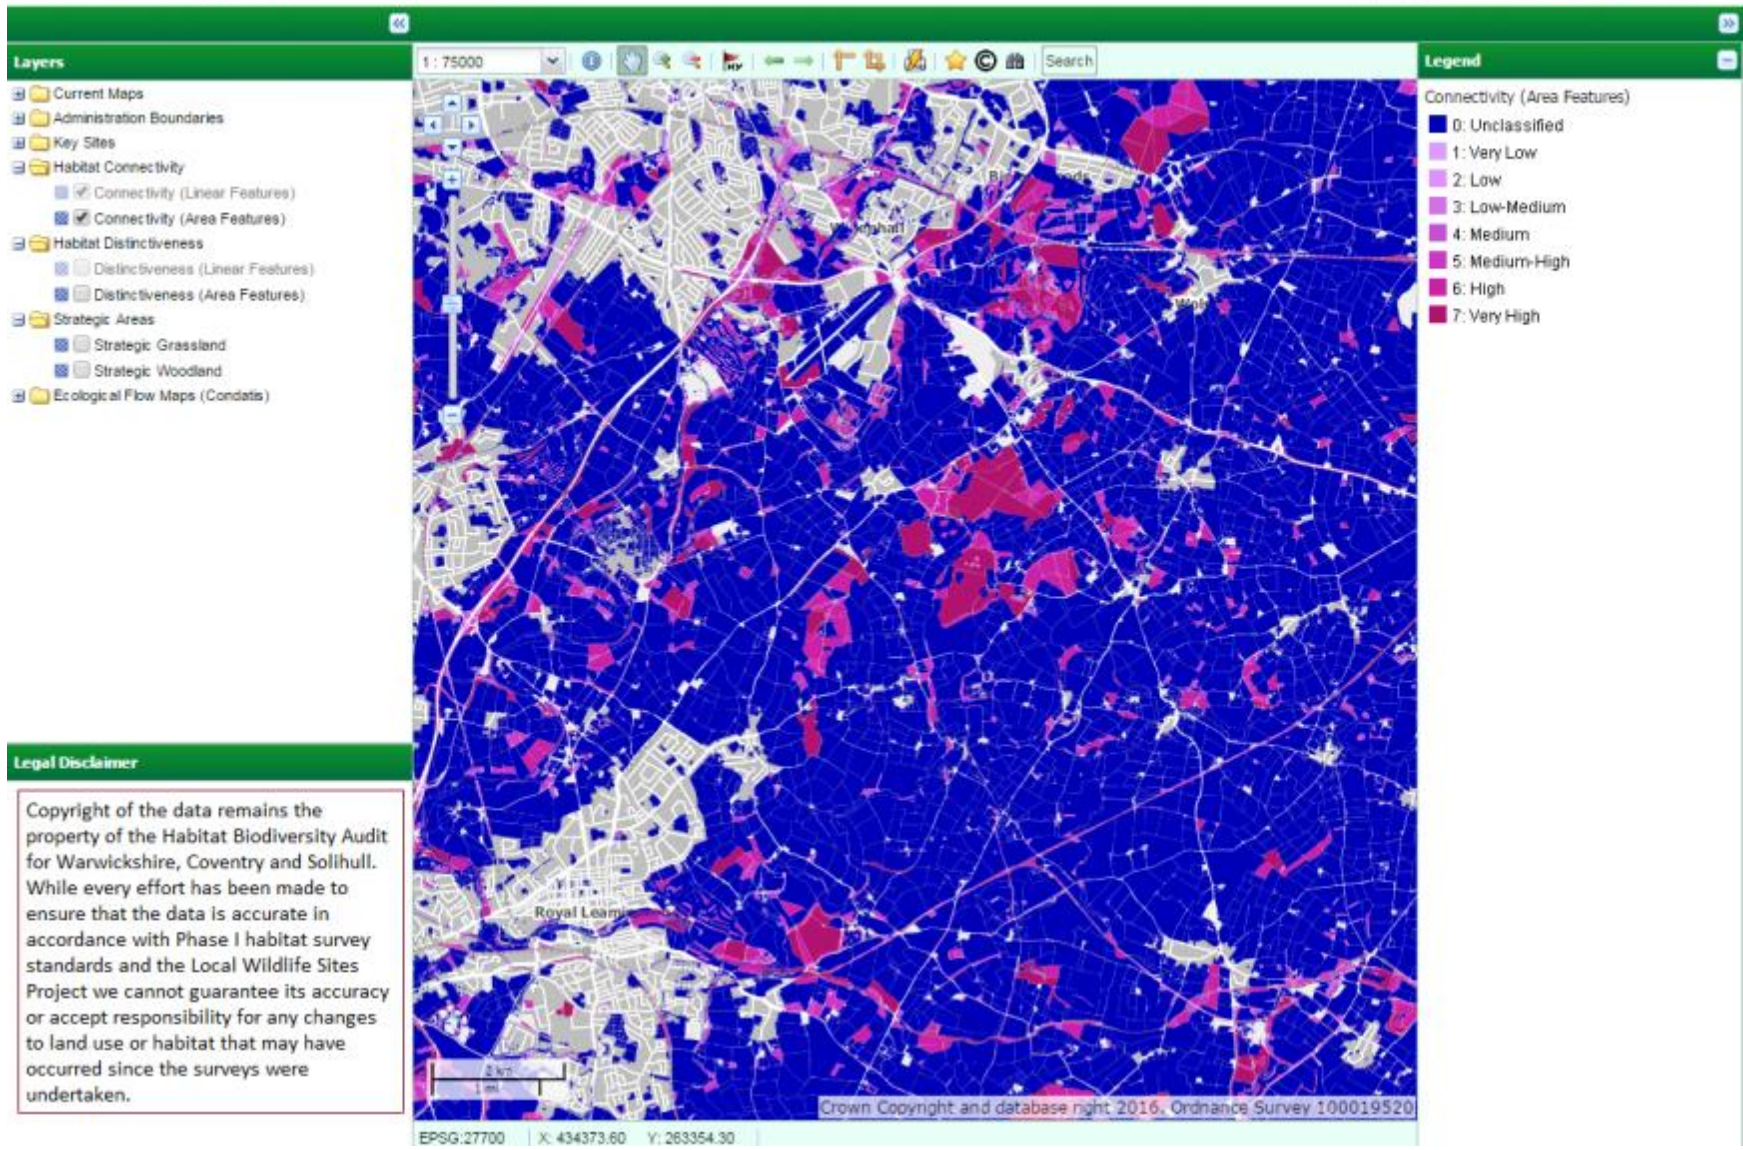 Layers
Current Maps
Administration Boundaries
Key Sites
Habitat Connectivity
Connectivity (Linear Features)
Connectivity (Area Features)
Habitat Distinctiveness
Distinctiveness (Linear Features)
Distinctiveness (Area Features)
Strategic Areas
Strategic Grassland
Strategic Woodland
Ecological Flow Maps (Condatis)
Legal Disclaimer
Copyright of the data remains the
property of the Habitat Biodiversity Audit
for Warwickshire, Coventry and Solihull.
While every effort has been made to
ensure that the data is accurate in
accordance with Phase I habitat survey
standards and the Local Wildlife Sites
Project we cannot guarantee its accuracy
or accept responsibility for any changes
to land use or habitat that may have
occurred since the surveys were
undertaken.
1 : 75000
Search
Royal Leam
2 km
1 mi
Crown Copyright and database right 2016. Ordnance Survey 100019520
EPSG:27700 X: 434373.60 Y: 263354.30
Legend
Connectivity (Area Features)
0: Unclassified
1: Very Low
2: Low
3: Low-Medium
4: Medium
5: Medium-High
6: High
7: Very High